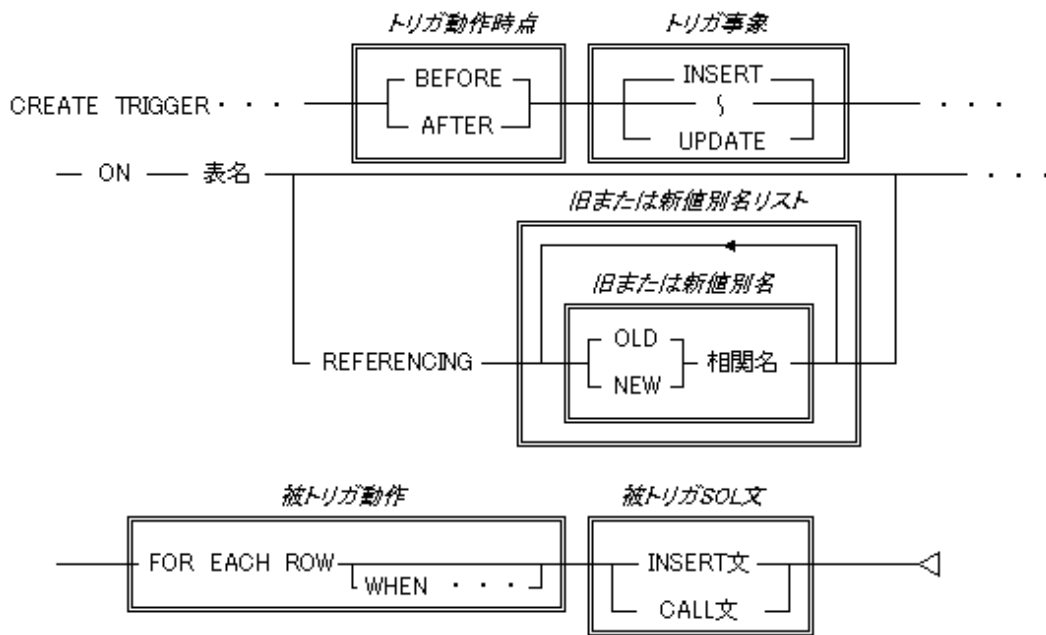 トリガ動作時点 トリガ事象
BEFORE INSERT
CREATE TRIGGER・・・ ・・・
AFTER UPDATE
ON 表名 ・・・
旧または新値別名リスト
旧または新値別名
OLD
REFERENCING 相関名
NEW
被トリガ動作 被トリガSQL文
FOR EACH ROW INSERT文
WHEN ・・・ CALL文